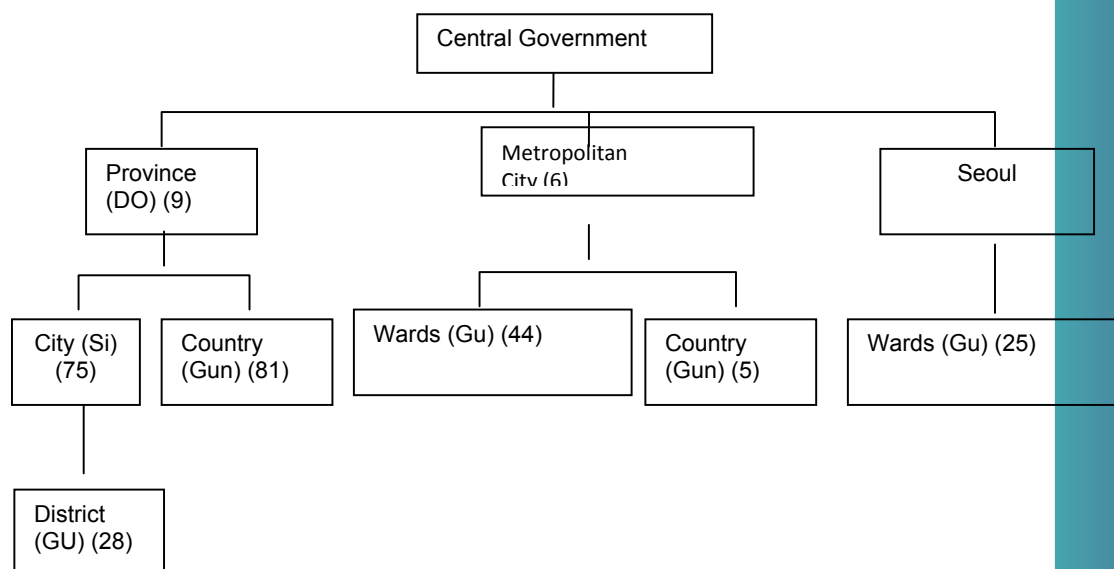 Central Government
Province
(DO) (9)
Metropolitan
City (6)
Seoul
City (Si)
(75)
Country
(Gun) (81)
Wards (Gu) (44)
Country
(Gun) (5)
Wards (Gu) (25)
District
(GU) (28)